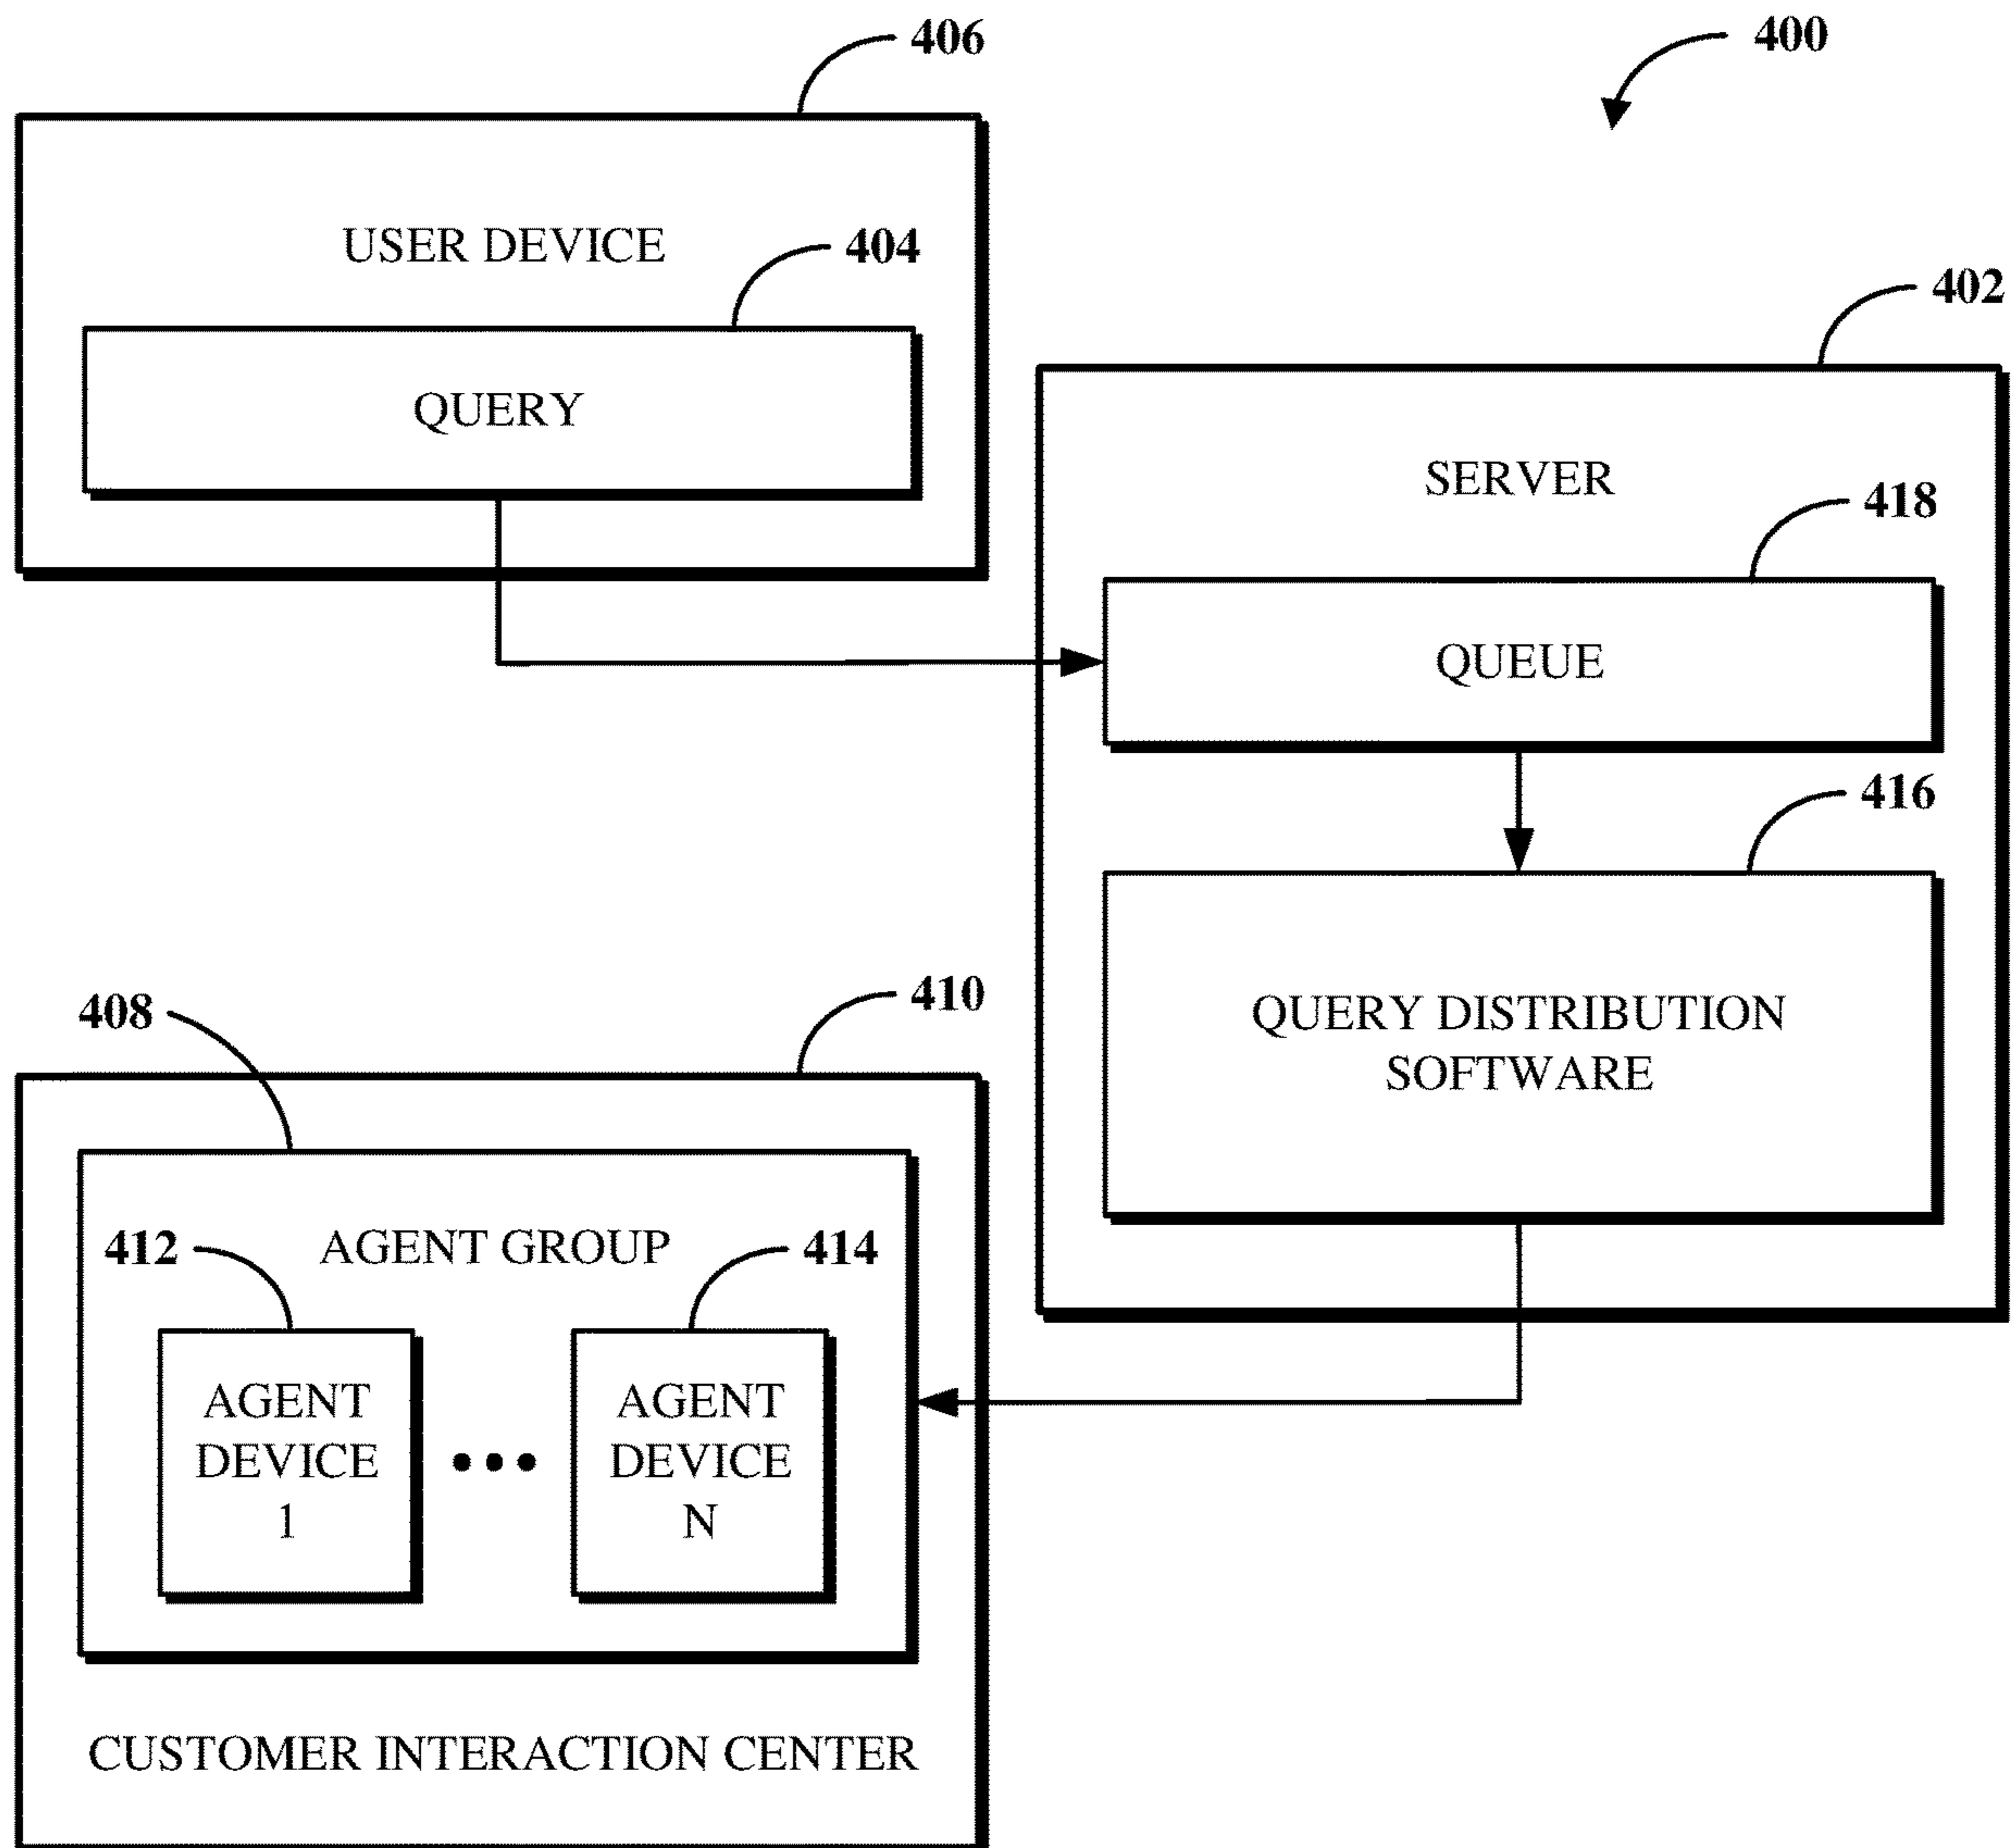 406
400
USER DEVICE
404
402
QUERY
SERVER
418
QUEUE
416
QUERY DISTRIBUTION
SOFTWARE
408
410
AGENT GROUP
412
414
AGENT
DEVICE
1
•••
AGENT
DEVICE
N
CUSTOMER INTERACTION CENTER